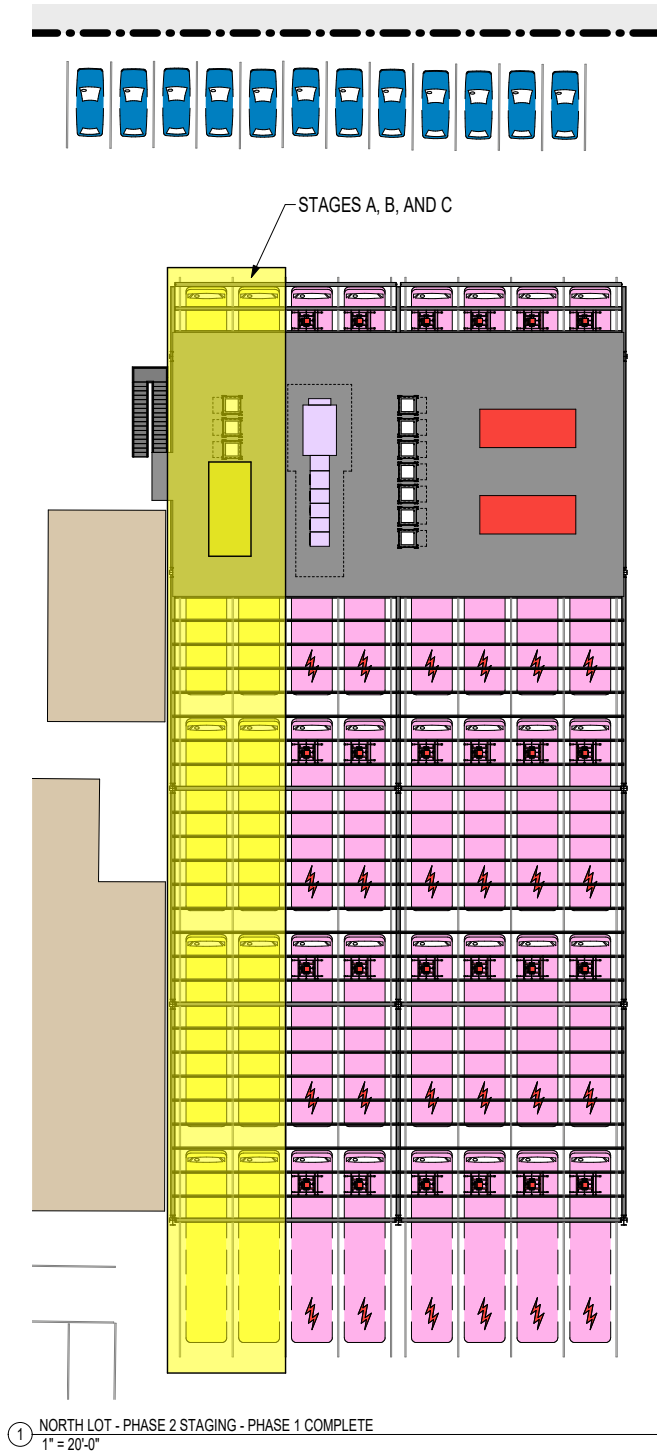 STAGES A, B, AND C
1 NORTH LOT - PHASE 2 STAGING - PHASE 1 COMPLETE
1" = 20'-0"